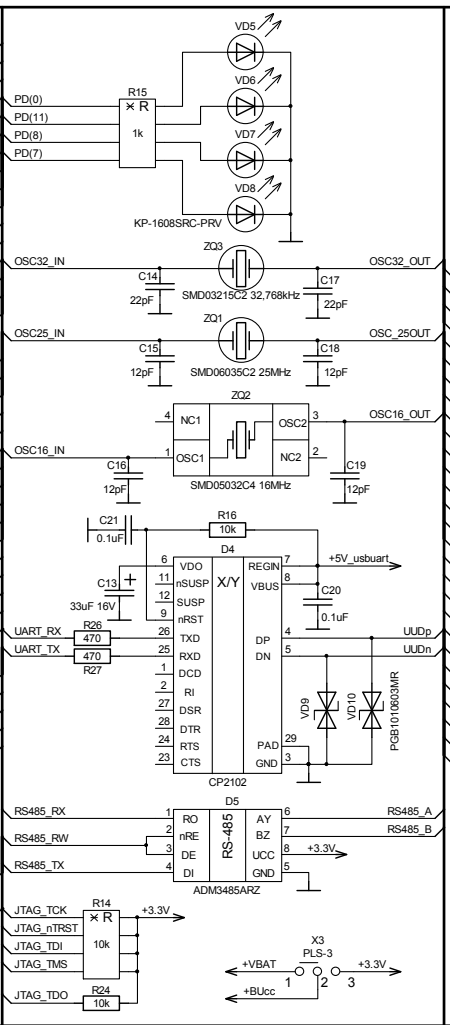 VD5
R15
PD(0)
× R
VD6
PD(11)
PD(8)
1k
VD7
PD(7)
VD8
KP-1608SRC-PRV
ZQ3
OSC32_IN
OSC32_OUT
C14
C17
22pF
SMD03215C2 32,768kHz
22pF
ZQ1
OSC25_IN
OSC_25OUT
C15
C18
12pF
SMD06035C2 25MHz
12pF
ZQ2
4 NC1 OSC2 3
OSC16_OUT
OSC16_IN
1 OSC1 NC2 2
C16
C19
12pF
SMD05032C4 16MHz
12pF
C21
R16
0.1uF
10k
D4
6 VDO X/Y REGIN 7
+5V_usbuart
11 nSUSP VBUS 8
C13 +
12 SUSP
C20
33uF 16V
9 nRST
0.1uF
R26
UART_RX 470 26 TXD DP 4 UUDp
UART_TX 470 25 RXD DN 5 UUDn
R27
1 DCD
2 RI
27 DSR
VD9
VD10
PGB1010603MR
28 DTR
24 RTS PAD 29
23 CTS GND 3
CP2102
D5
RS485_RX 1 RO RS-485 AY 6 RS485_A
RS485_RW 2 nRE BZ 7 RS485_B
3 DE UCC 8 +3.3V
RS485_TX 4 DI GND 5
ADM3485ARZ
R14
JTAG_TCK × R +3.3V
JTAG_nTRST
JTAG_TDI 10k
JTAG_TMS
X3
PLS-3
R24
JTAG_TDO 10k
+VBAT 1 2 3 +3.3V
+BUcc